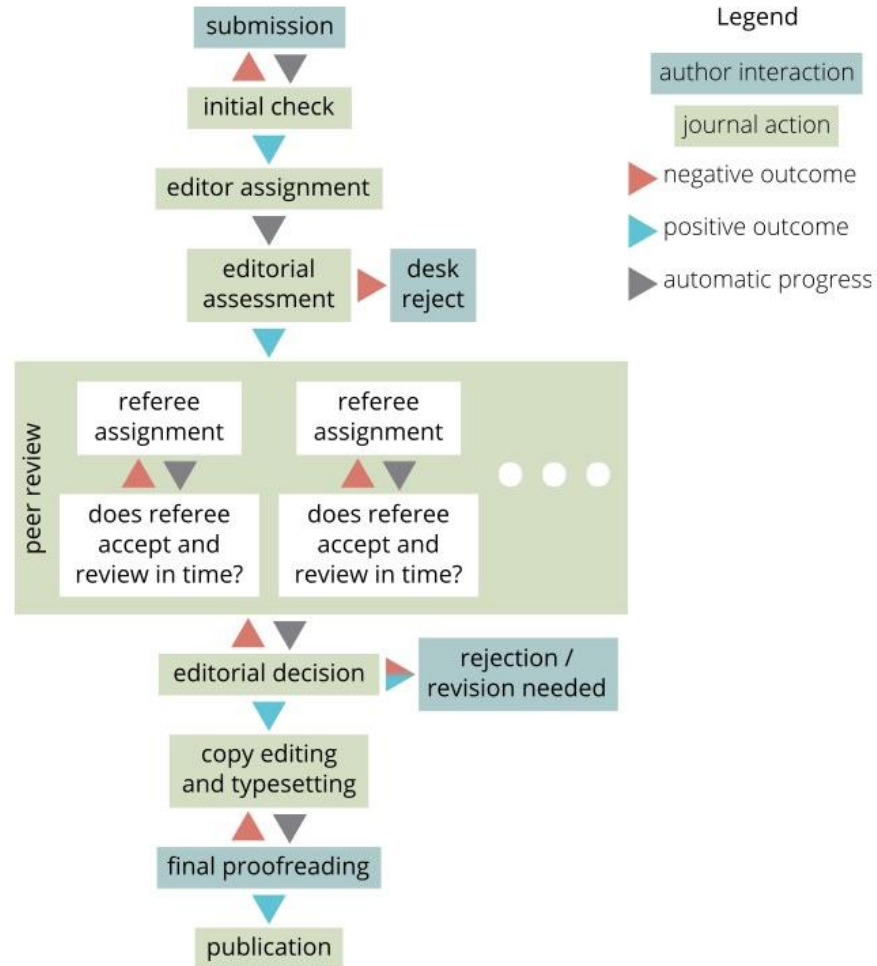 submission
initial check
editor assignment
editorial
assessment
desk
reject
peer review
referee
assignment
does referee
accept and
review in time?
referee
assignment
does referee
accept and
review in time?
editorial decision
rejection /
revision needed
copy editing
and typesetting
final proofreading
publication
Legend
author interaction
journal action
negative outcome
positive outcome
automatic progress